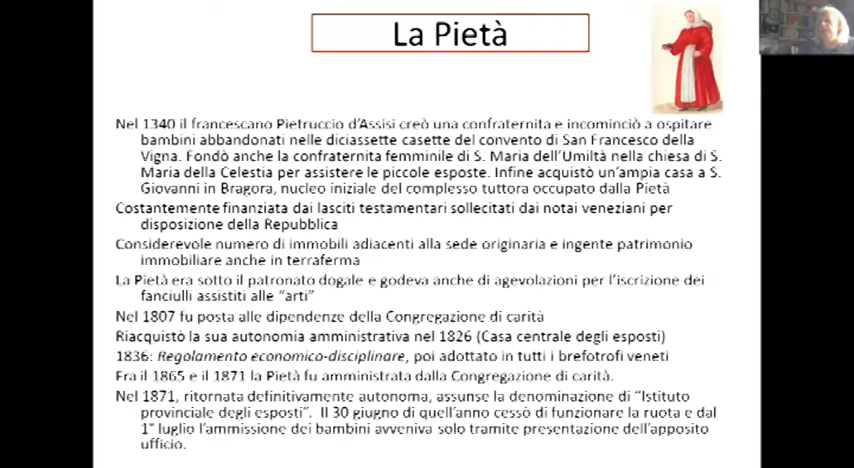 La Pietà
Nel 1340 il francescano Pietruccio d'Assisi creò una confraternita e incominciò a ospitare
bambini abbandonati nelle diciassette casette del convento di San Francesco della
Vigna. Fondò anche la confraternita femminile di S. Maria dell'Umiltà nella chiesa di S.
Maria della Celestia per assistere le piccole esposte. Infine acquistò un'ampia casa a S.
Giovanni in Bragora, nucleo iniziale del complesso tuttora occupato dalla Pietà
Costantemente finanziata dai lasciti testamentari sollecitati dai notai veneziani per
disposizione della Repubblica
Considerevole numero di immobili adiacenti alla sede originaria e ingente patrimonio
immobiliare anche in terraferma
La Pietà era sotto il patronato dogale e godeva anche di agevolazioni per l'iscrizione dei
fanciulli assistiti alle "arti"
Nel 1807 fu posta alle dipendenze della Congregazione di carità
Riacquistò la sua autonomia amministrativa nel 1826 (Casa centrale degli esposti)
1836: Regolamento economico-disciplinare, poi adottato in tutti i brefotrofi veneti
Fra il 1865 e il 1871 la Pietà fu amministrata dalla Congregazione di carità.
Nel 1871, ritornata definitivamente autonoma, assunse la denominazione di "Istituto
provinciale degli esposti". Il 30 giugno di quell'anno cessò di funzionare la ruota e dal
1° luglio l'ammissione dei bambini avveniva solo tramite presentazione dell'apposito
ufficio.